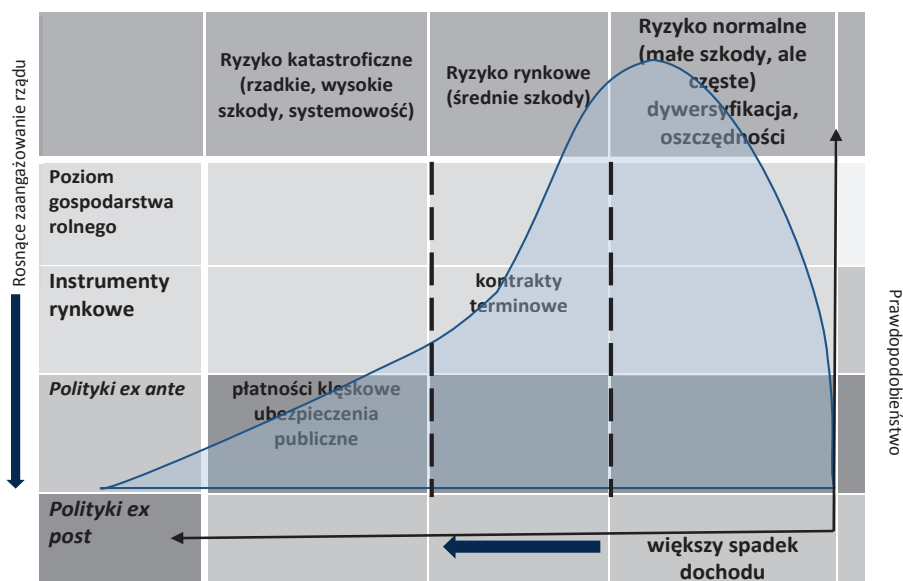 Ryzyko katastroficzne
(rzadkie, wysokie
szkody, systemowość)
Ryzyko rynkowe
(średnie szkody)
Ryzyko normalne
(małe szkody, ale
częste)
dywersyfikacja,
oszczędności
Rosnące zaangażowanie rządu
Poziom
gospodarstwa
rolnego
Instrumenty
rynkowe
kontrakty
terminowe
Polityki ex ante
płatności klęskowe
ubezpieczenia
publiczne
Polityki ex
post
większy spadek
dochodu
Prawdopodobieństwo